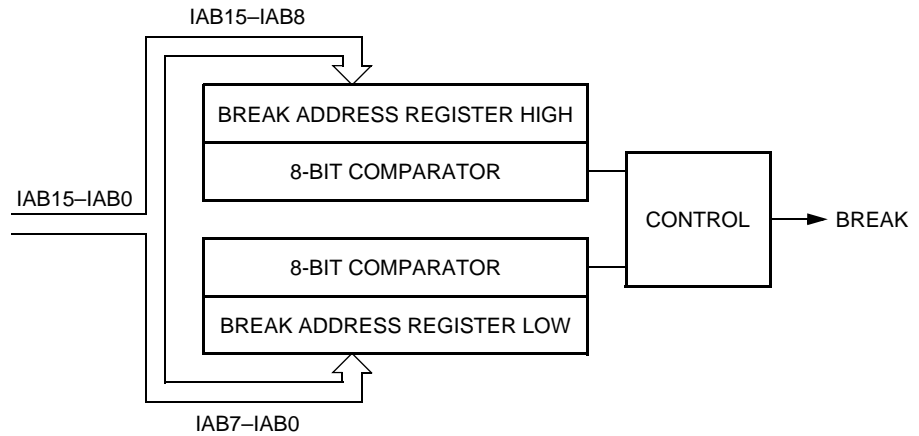 IAB15–IAB8
BREAK ADDRESS REGISTER HIGH
8-BIT COMPARATOR
IAB15–IAB0
CONTROL
BREAK
8-BIT COMPARATOR
BREAK ADDRESS REGISTER LOW
IAB7–IAB0